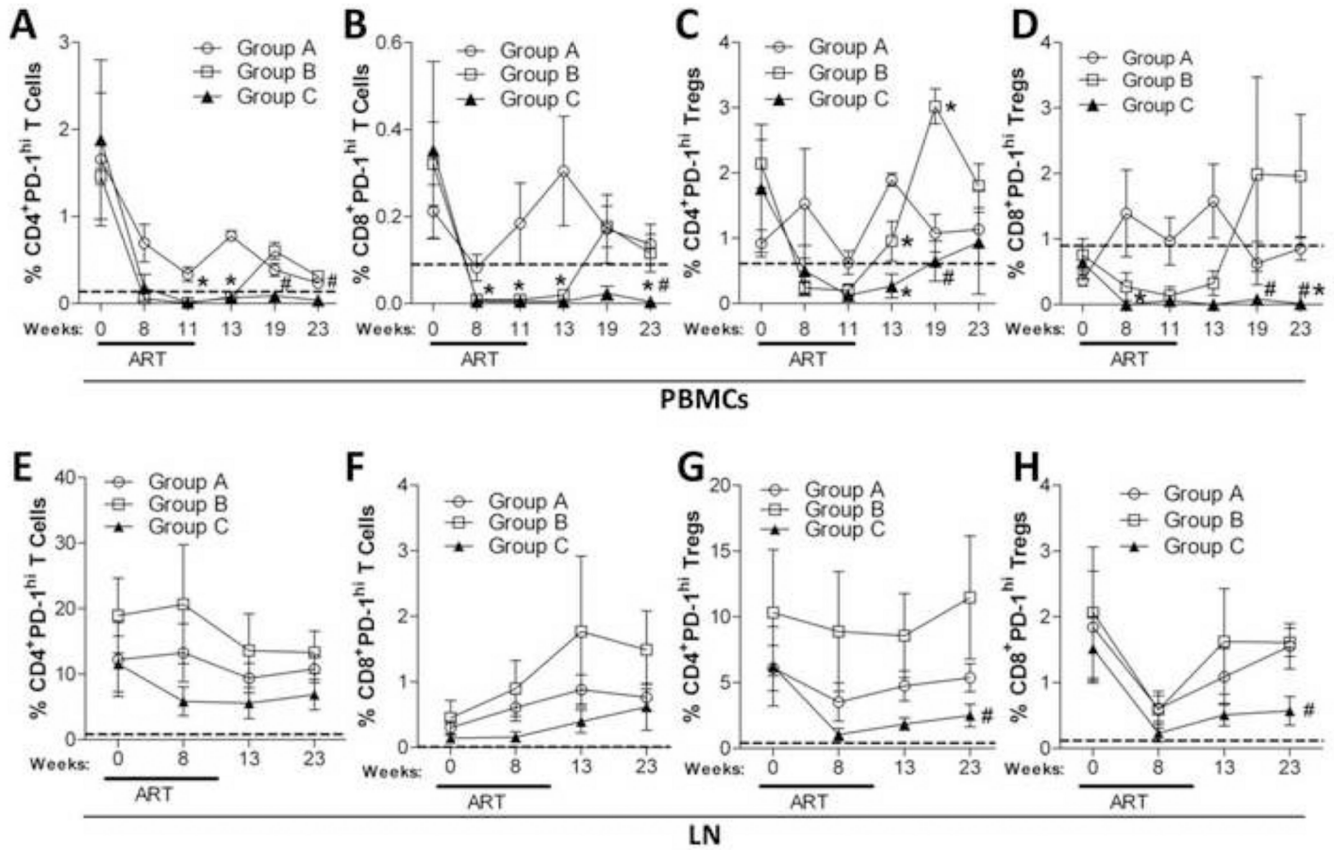 A
% CD4⁺PD-1ʰⁱ T Cells
3
2
1
0
Group A
Group B
Group C
* * # #
Weeks: 0 8 11 13 19 23
ART
B
% CD8⁺PD-1ʰⁱ T Cells
0.6
0.4
0.2
0.0
Group A
Group B
Group C
* * * * #
Weeks: 0 8 11 13 19 23
ART
C
% CD4⁺PD-1ʰⁱ Tregs
4
3
2
1
0
Group A
Group B
Group C
* * * #
Weeks: 0 8 11 13 19 23
ART
D
% CD8⁺PD-1ʰⁱ Tregs
4
2
1
0
Group A
Group B
Group C
* # # *
Weeks: 0 8 11 13 19 23
ART
PBMCs
E
% CD4⁺PD-1ʰⁱ T Cells
40
30
20
10
0
Group A
Group B
Group C
Weeks: 0 8 13 23
ART
F
% CD8⁺PD-1ʰⁱ T Cells
4
3
2
1
0
Group A
Group B
Group C
Weeks: 0 8 13 23
ART
G
% CD4⁺PD-1ʰⁱ Tregs
20
15
10
5
0
Group A
Group B
Group C
#
Weeks: 0 8 13 23
ART
H
% CD8⁺PD-1ʰⁱ Tregs
4
3
2
1
0
Group A
Group B
Group C
#
Weeks: 0 8 13 23
ART
LN